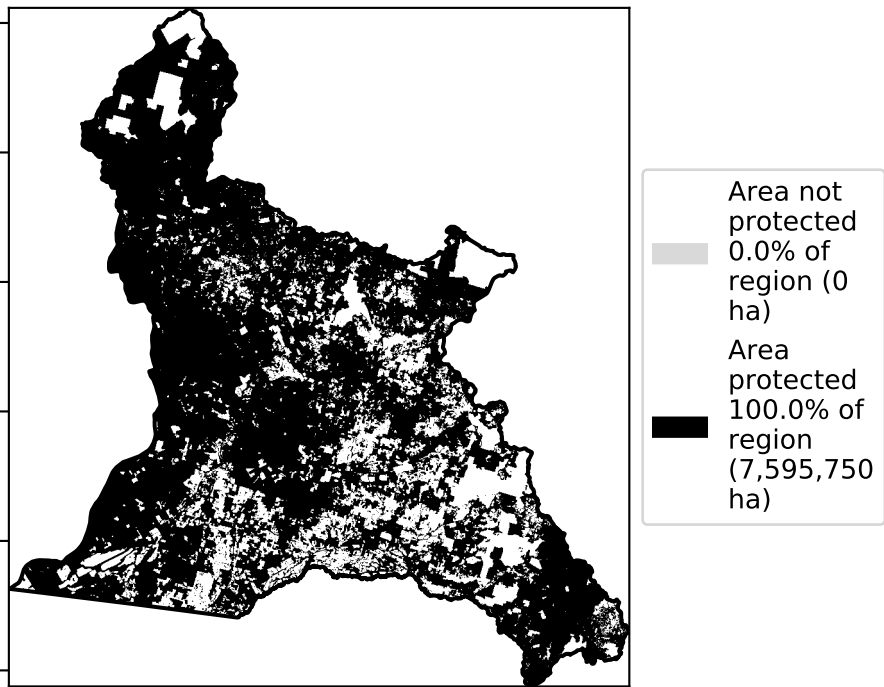 Area not
protected
0.0% of
region (0
ha)
Area
protected
100.0% of
region
(7,595,750
ha)